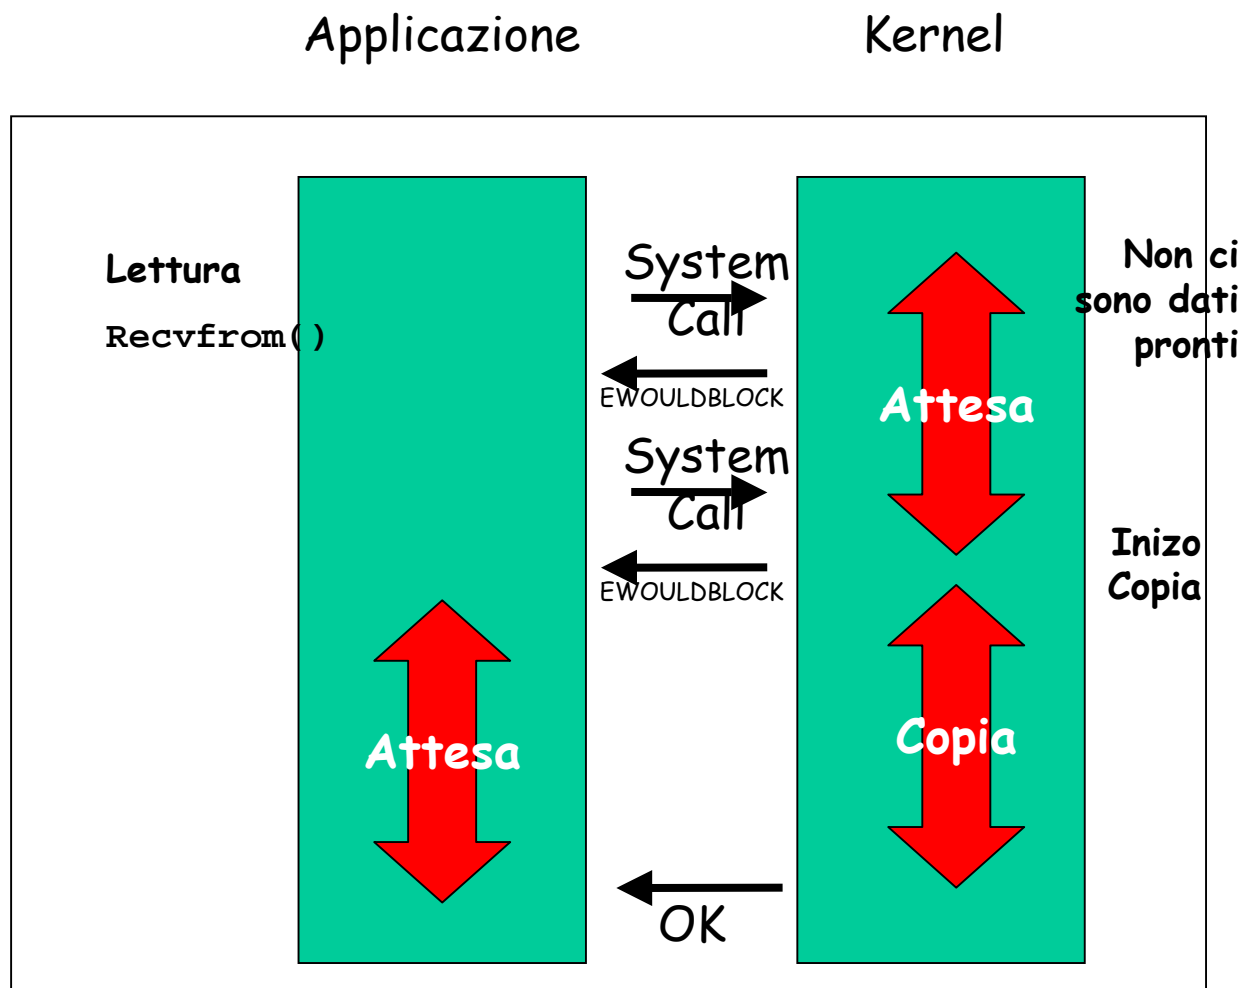 Applicazione
Kernel
Lettura
Recvfrom()
System
Call
EWOULDBLOCK
System
Call
EWOULDBLOCK
Non ci
sono dati
pronti
Attesa
Inizo
Copia
Attesa
Copia
OK